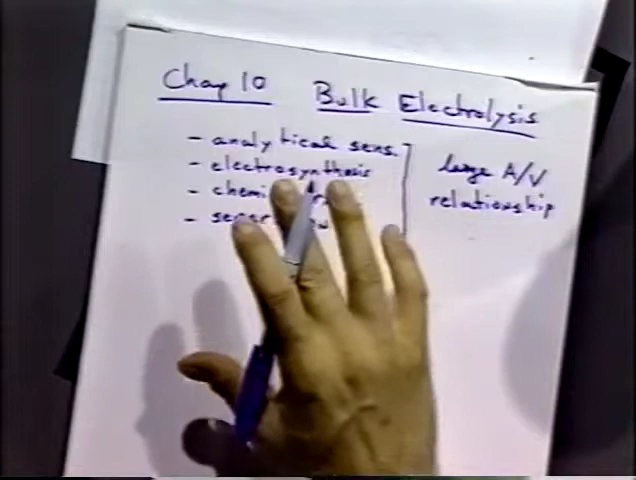 Chap 10 Bulk Electrolysis
- analytical sens.
- electrosynthesis
-
-
large A/V
relationship